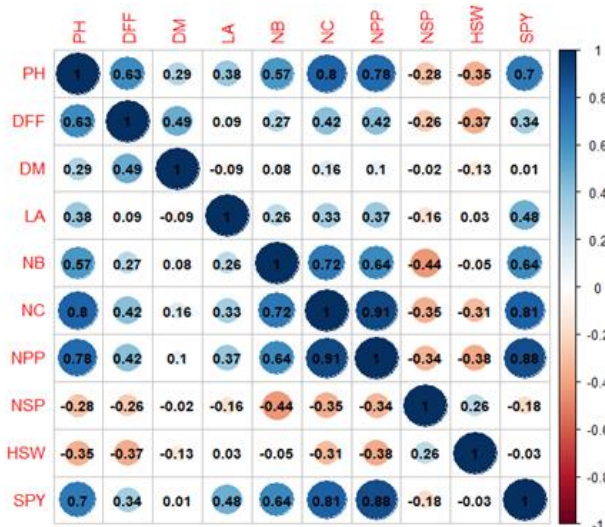 PH DFF DM LA NB NC NPP NSP HSW SPY
PH 1 0.63 0.29 0.38 0.57 0.8 0.78 -0.28 -0.35 0.7
DFF 0.63 1 0.49 0.09 0.27 0.42 0.42 -0.26 -0.37 0.34
DM 0.29 0.49 1 -0.09 0.08 0.16 0.1 -0.02 -0.13 0.01
LA 0.38 0.09 -0.09 1 0.26 0.33 0.37 -0.16 0.03 0.48
NB 0.57 0.27 0.08 0.26 1 0.72 0.64 -0.44 -0.05 0.64
NC 0.8 0.42 0.16 0.33 0.72 1 0.91 -0.35 -0.31 0.81
NPP 0.78 0.42 0.1 0.37 0.64 0.91 1 -0.34 -0.38 0.88
NSP -0.28 -0.26 -0.02 -0.16 -0.44 -0.35 -0.34 1 0.26 -0.18
HSW -0.35 -0.37 -0.13 0.03 -0.05 -0.31 -0.38 0.26 1 -0.03
SPY 0.7 0.34 0.01 0.48 0.64 0.81 0.88 -0.18 -0.03 1
1
0.8
0.6
0.4
0.2
0
-0.2
-0.4
-0.6
-0.8
-1